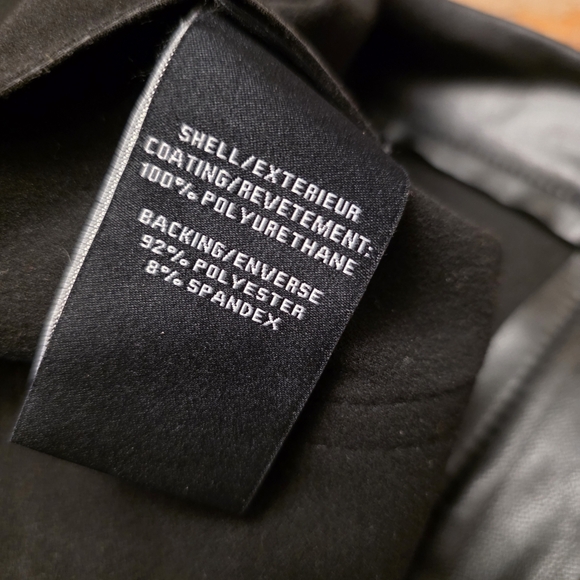 SHELL/EXTERIEUR
COATING/REVETEMENT:
100% POLYURETHANE
BACKING/ENVERSE
92% POLYESTER
8% SPANDEX